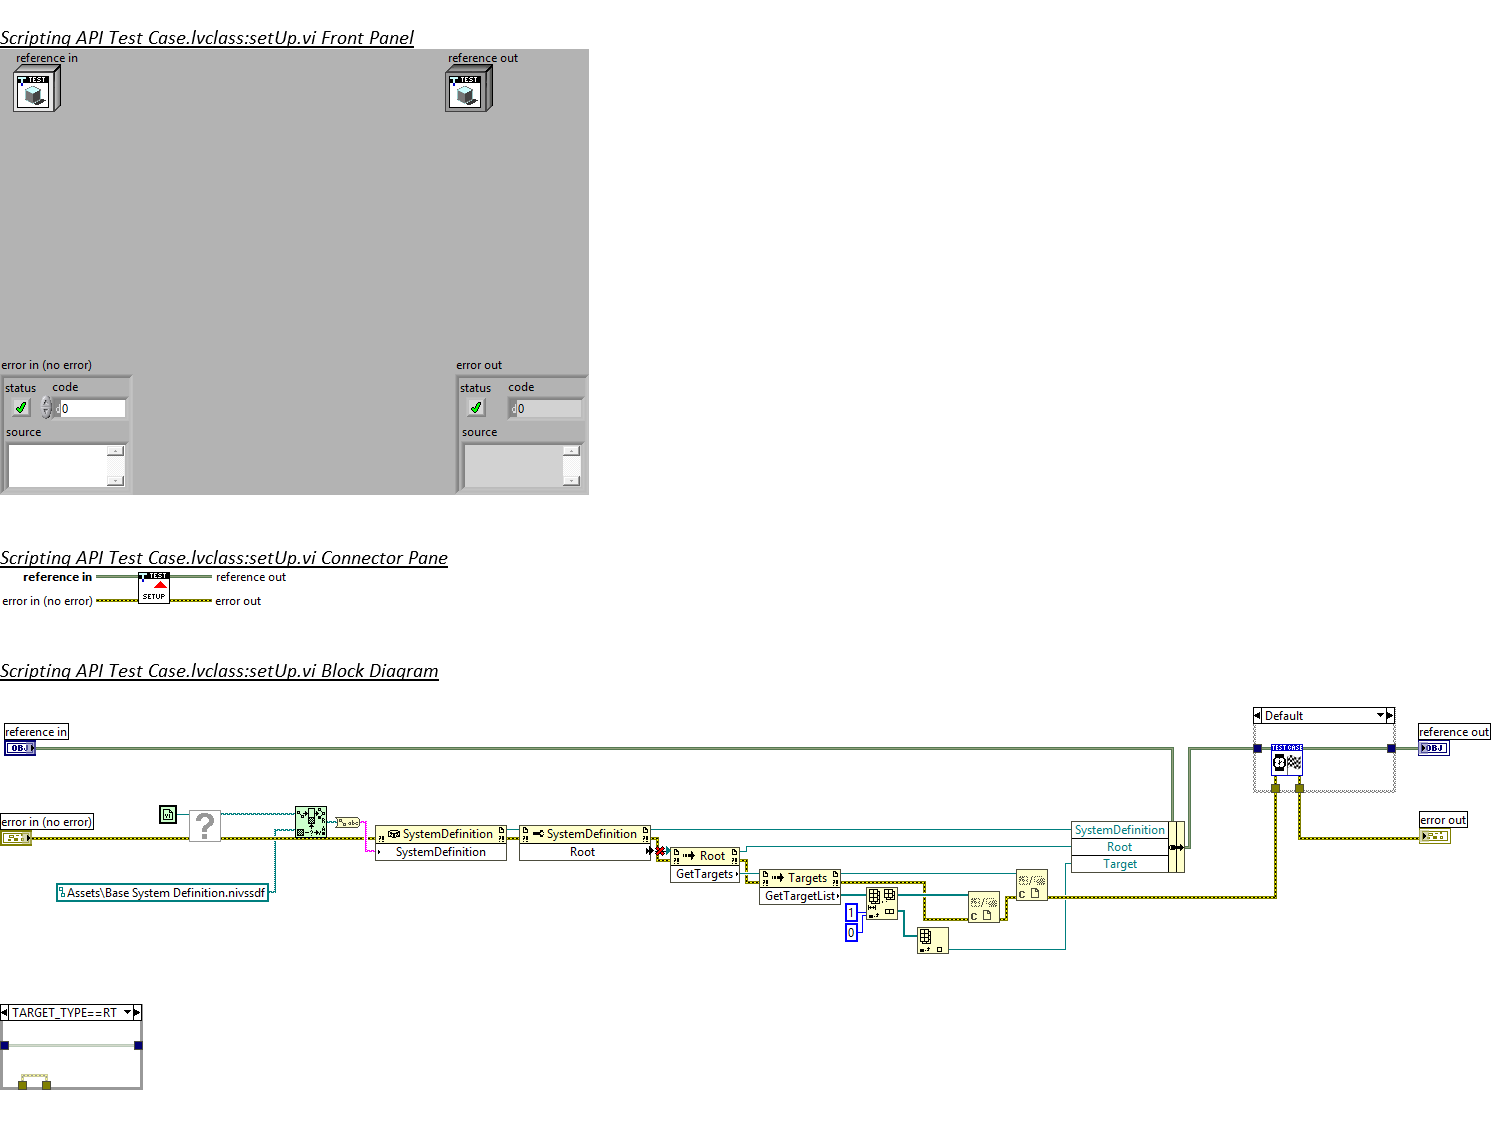 Scripting API Test Case.lvclass:setUp.vi Front Panel
reference in
reference out
TEST
TEST
error in (no error)
error out
status
code
status
code
d 0
d 0
source
source
Scripting API Test Case.lvclass:setUp.vi Connector Pane
reference in
TEST
SETUP
reference out
error in (no error)
error out
Scripting API Test Case.lvclass:setUp.vi Block Diagram
Default
reference in
OBJ
TEST CASE
reference out
OBJ
error in (no error)
?
abc
SystemDefinition
SystemDefinition
SystemDefinition
Root
SystemDefinition
Root
Target
error out
Root
GetTargets
Targets
GetTargetList
Assets\Base System Definition.nivssdf
1
0
C
C
TARGET_TYPE==RT